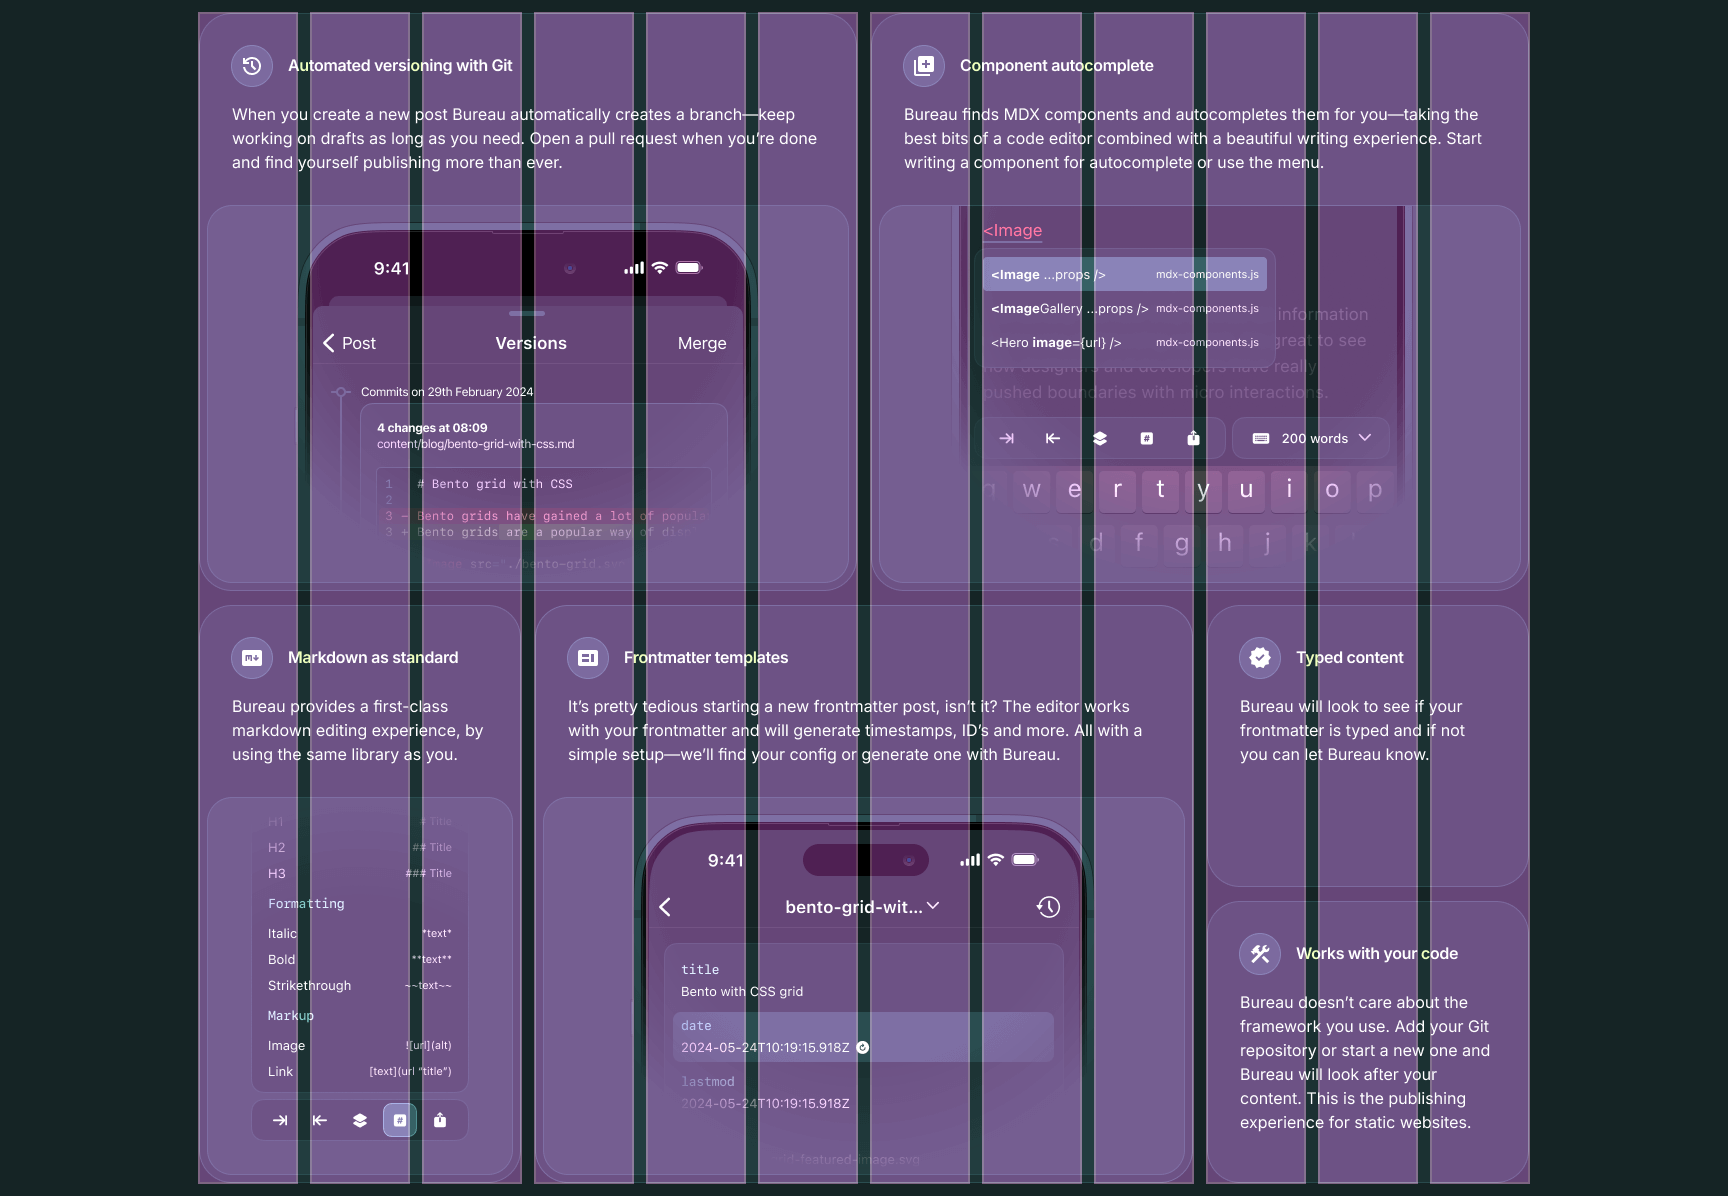 Automated versioning with Git
When you create a new post Bureau automatically creates a branch—keep
working on drafts as long as you need. Open a pull request when you’re done
and find yourself publishing more than ever.
9:41
Post
Versions
Merge
Commits on 29th February 2024
4 changes at 08:09
content/blog/bento-grid-with-css.md
1 # Bento grid with CSS
2
3 – Bento grids have gained a lot of popula
3 + Bento grids are a popular way of dis
src="./bento-grid.sv
Component autocomplete
Bureau finds MDX components and autocompletes them for you—taking the
best bits of a code editor combined with a beautiful writing experience. Start
writing a component for autocomplete or use the menu.
<Image
<Image ...props /> mdx-components.js
<ImageGallery ...props /> mdx-components.js
<Hero image={url} /> mdx-components.js
information
great to see
how designers and developers have really
pushed boundaries with micro interactions.
#
200 words
q w e r t y u i o p
d f g h j k
Markdown as standard
Bureau provides a first-class
markdown editing experience, by
using the same library as you.
H1 # Title
H2 ## Title
H3 ### Title
Formatting
Italic *text*
Bold **text**
Strikethrough ~~text~~
Markup
Image ![url](alt)
Link [text](url “title”)
#
Frontmatter templates
It’s pretty tedious starting a new frontmatter post, isn’t it? The editor works
with your frontmatter and will generate timestamps, ID’s and more. All with a
simple setup—we’ll find your config or generate one with Bureau.
9:41
bento-grid-wit...
title
Bento with CSS grid
date
2024-05-24T10:19:15.918Z
lastmod
2024-05-24T10:19:15.918Z
id-featured-image.svg
Typed content
Bureau will look to see if your
frontmatter is typed and if not
you can let Bureau know.
Works with your code
Bureau doesn’t care about the
framework you use. Add your Git
repository or start a new one and
Bureau will look after your
content. This is the publishing
experience for static websites.